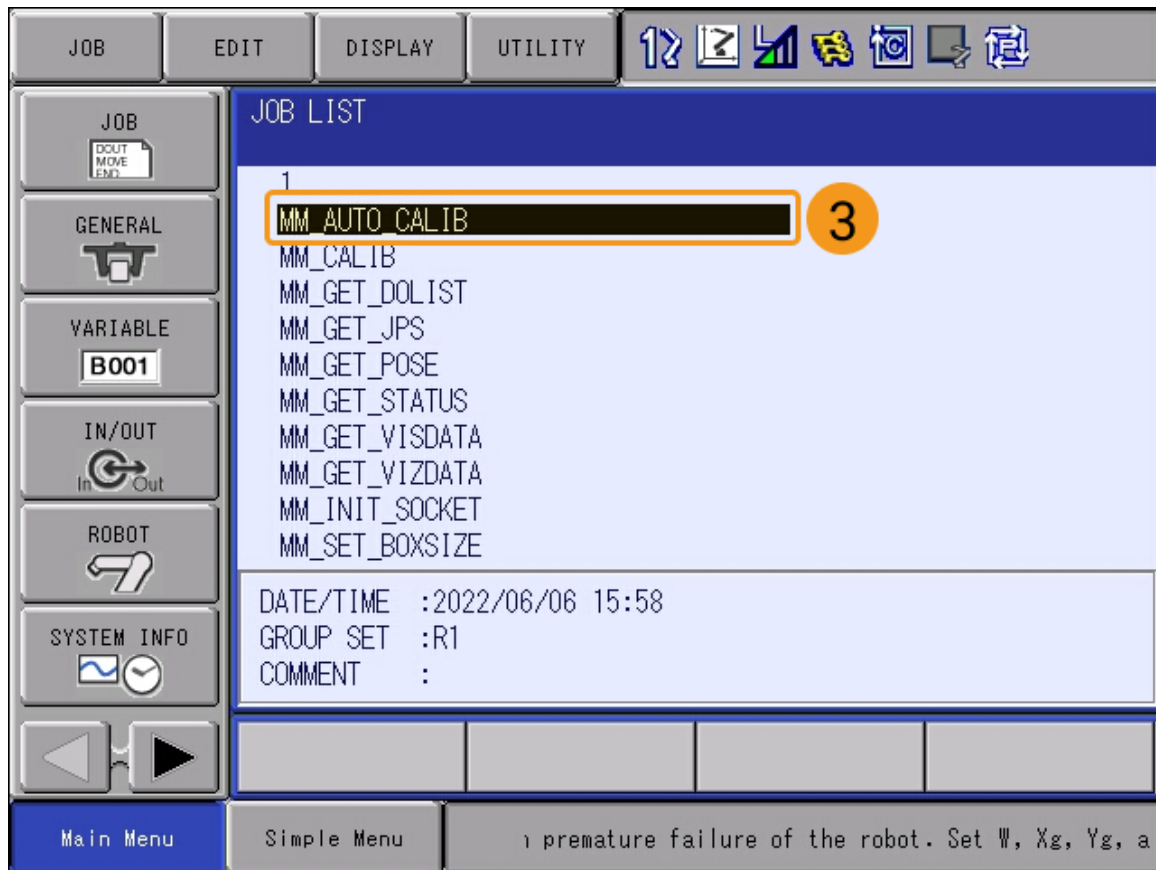 JOB
EDIT
DISPLAY
UTILITY
JOB
DOUT
MOVE
END
GENERAL
VARIABLE
B001
IN/OUT
In Out
ROBOT
SYSTEM INFO
JOB LIST
1
MM_AUTO_CALIB
3
MM_CALIB
MM_GET_DOLIST
MM_GET_JPS
MM_GET_POSE
MM_GET_STATUS
MM_GET_VISDATA
MM_GET_VIZDATA
MM_INIT_SOCKET
MM_SET_BOXSIZE
DATE/TIME :2022/06/06 15:58
GROUP SET :R1
COMMENT :
Main Menu
Simple Menu
premature failure of the robot. Set W, Xg, Yg, a